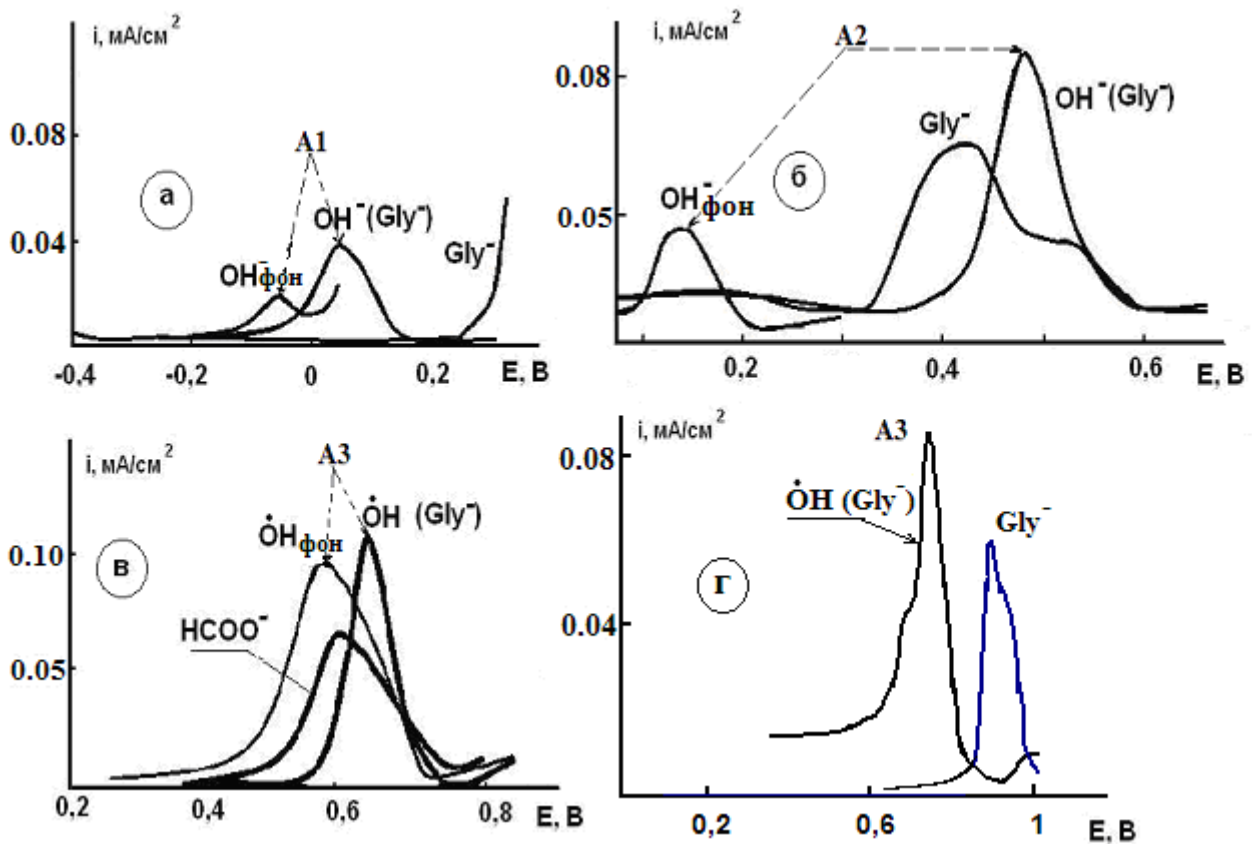 i, мА/см²
0.08
0.04
а
A1
OH⁻фон
OH⁻(Gly⁻)
Gly⁻
-0,4
-0,2
0
0,2
E, В
i, мА/см²
0.08
0.05
A2
OH⁻фон
Gly⁻
OH⁻(Gly⁻)
б
0,2
0,4
0,6
E, В
i, мА/см²
0.10
0.05
в
A3
ȮHфон
ȮH (Gly⁻)
HCOO⁻
0,2
0,4
0,6
0,8
E, В
i, мА/см²
0.08
0.04
A3
ȮH (Gly⁻)
Gly⁻
г
0,2
0,6
1
E, В